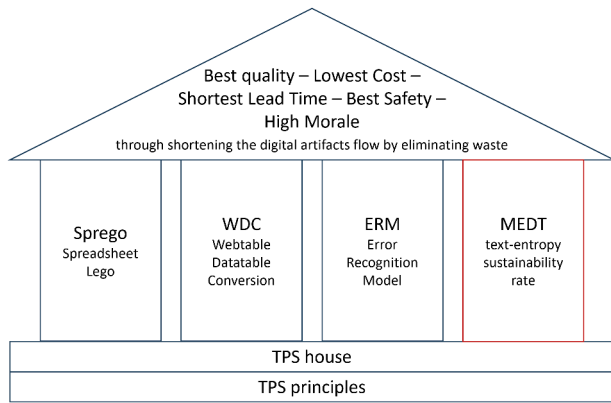 Best quality – Lowest Cost –
Shortest Lead Time – Best Safety –
High Morale
through shortening the digital artifacts flow by eliminating waste
Sprego
Spreadsheet
Lego
WDC
Webtable
Datatable
Conversion
ERM
Error
Recognition
Model
MEDT
text-entropy
sustainability
rate
TPS house
TPS principles